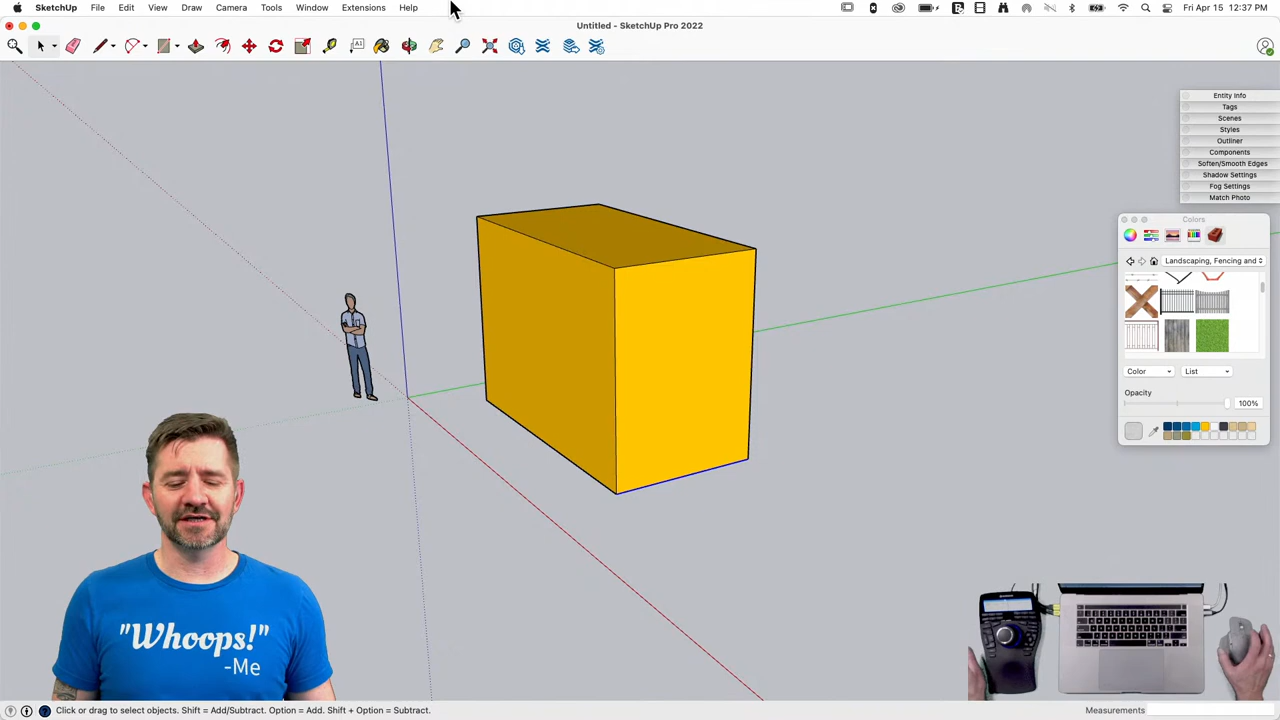 SketchUp File Edit View Draw Camera Tools Window Extensions Help
Fri Apr 15 12:37 PM
Untitled - SketchUp Pro 2022
Entity Info
Tags
Scenes
Styles
Outliner
Components
Soften/Smooth Edges
Shadow Settings
Fog Settings
Match Photo
Colors
Landscaping, Fencing and
Color
List
Opacity
100%
"Whoops!"
-Me
Click or drag to select objects. Shift = Add/Subtract. Option = Add. Shift + Option = Subtract.
Measurements